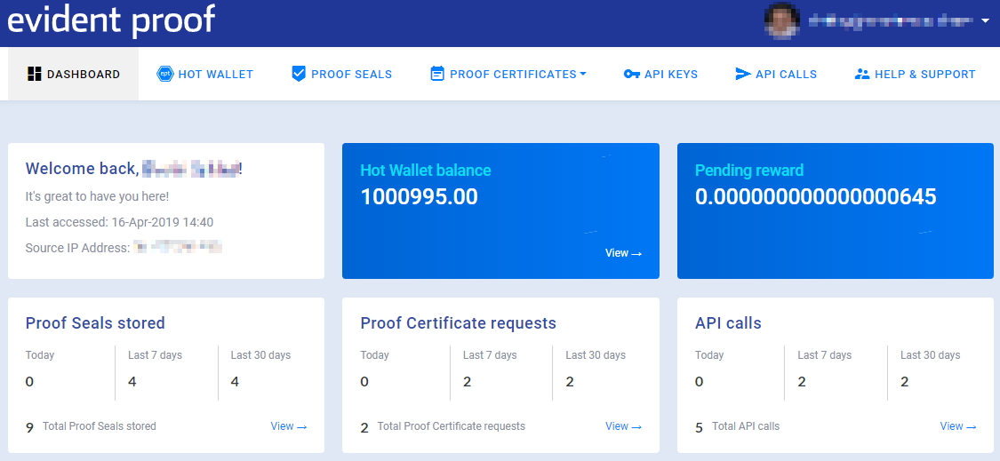 evident proof
DASHBOARD
ept
HOT WALLET
PROOF SEALS
PROOF CERTIFICATES
API KEYS
API CALLS
HELP & SUPPORT
Welcome back, !
It's great to have you here!
Last accessed: 16-Apr-2019 14:40
Source IP Address:
Hot Wallet balance
1000995.00
View →
Pending reward
0.000000000000000645
Proof Seals stored
Today Last 7 days Last 30 days
0 4 4
9 Total Proof Seals stored View →
Proof Certificate requests
Today Last 7 days Last 30 days
0 2 2
2 Total Proof Certificate requests View →
API calls
Today Last 7 days Last 30 days
0 2 2
5 Total API calls View →